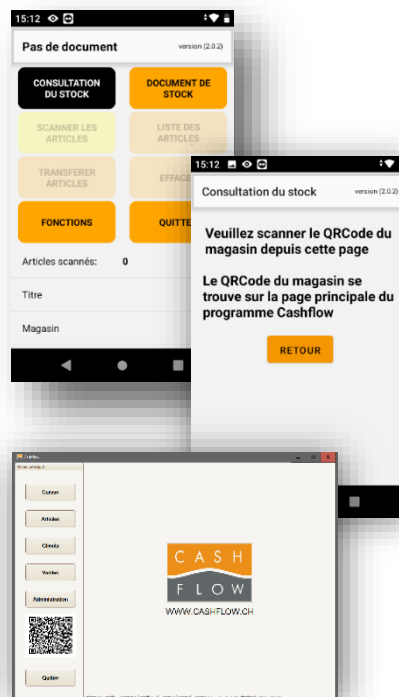 15:12
Pas de document
version (2.0.2)
CONSULTATION
DU STOCK
DOCUMENT DE
STOCK
SCANNER LES
ARTICLES
LISTE DES
ARTICLES
TRANSFERER
ARTICLES
EFFACE
FONCTIONS
QUITTE
Articles scannés: 0
Titre
Magasin
15:12
Consultation du stock
version (2.0.2)
Veuillez scanner le QRCode du
magasin depuis cette page
Le QRCode du magasin se
trouve sur la page principale du
programme Cashflow
RETOUR
Articles
Clients
Ventes
Administration
Quitter
CASH
FLOW
WWW.CASHFLOW.CH